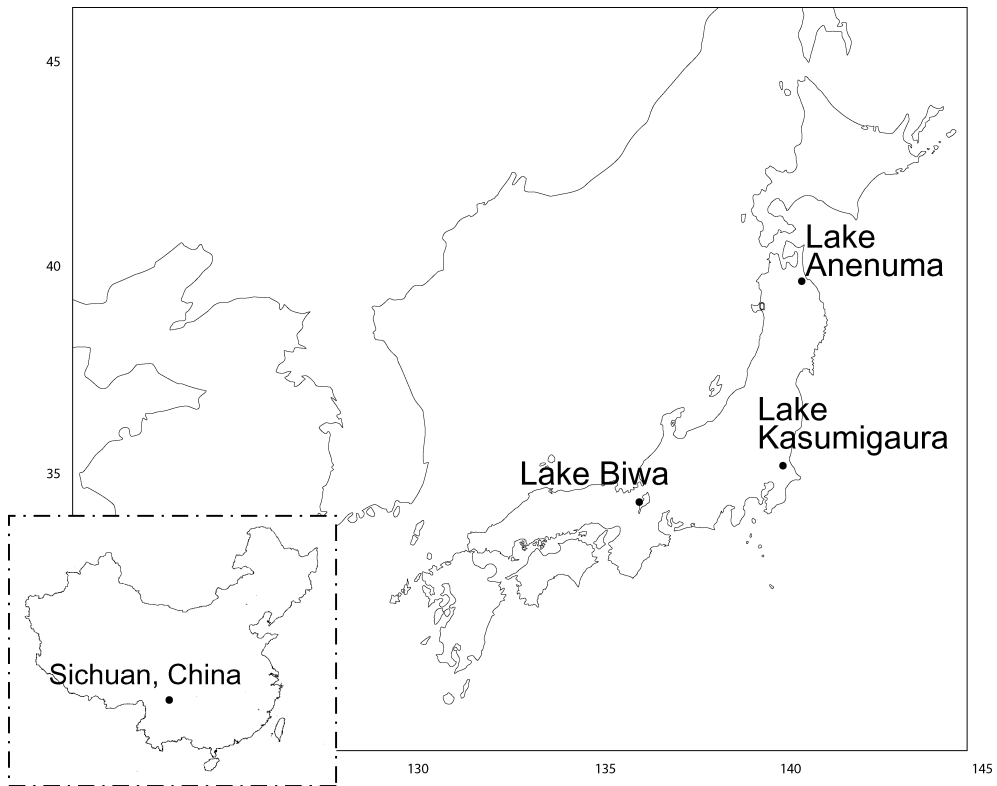 45
Lake
Anenuma
40
Lake
Kasumigaura
Lake Biwa
35
Sichuan, China
130
135
140
145